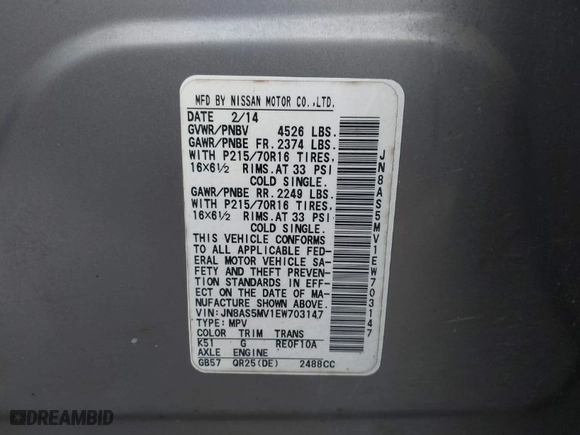 MFD BY NISSAN MOTOR CO.,LTD.
DATE 2/14
GVWR/PNBV 4526 LBS.
GAWR/PNBE FR. 2374 LBS.
WITH P215/70R16 TIRES,
16X6½ RIMS.AT 33 PSI
COLD SINGLE.
GAWR/PNBE RR. 2249 LBS.
WITH P215/70R16 TIRES,
16X6½ RIMS.AT 33 PSI
COLD SINGLE.
THIS VEHICLE CONFORMS
TO ALL APPLICABLE FED-
ERAL MOTOR VEHICLE SA-
FETY AND THEFT PREVEN-
TION STANDARDS IN EFF-
ECT ON THE DATE OF MA-
NUFACTURE SHOWN ABOVE.
VIN: JN8AS5MV1EW703147
TYPE: MPV
COLOR TRIM TRANS
K51 G RE0F10A
AXLE ENGINE
GB57 QR25(DE) 2488CC
JN8AS5MV1EW703147
DREAMBID